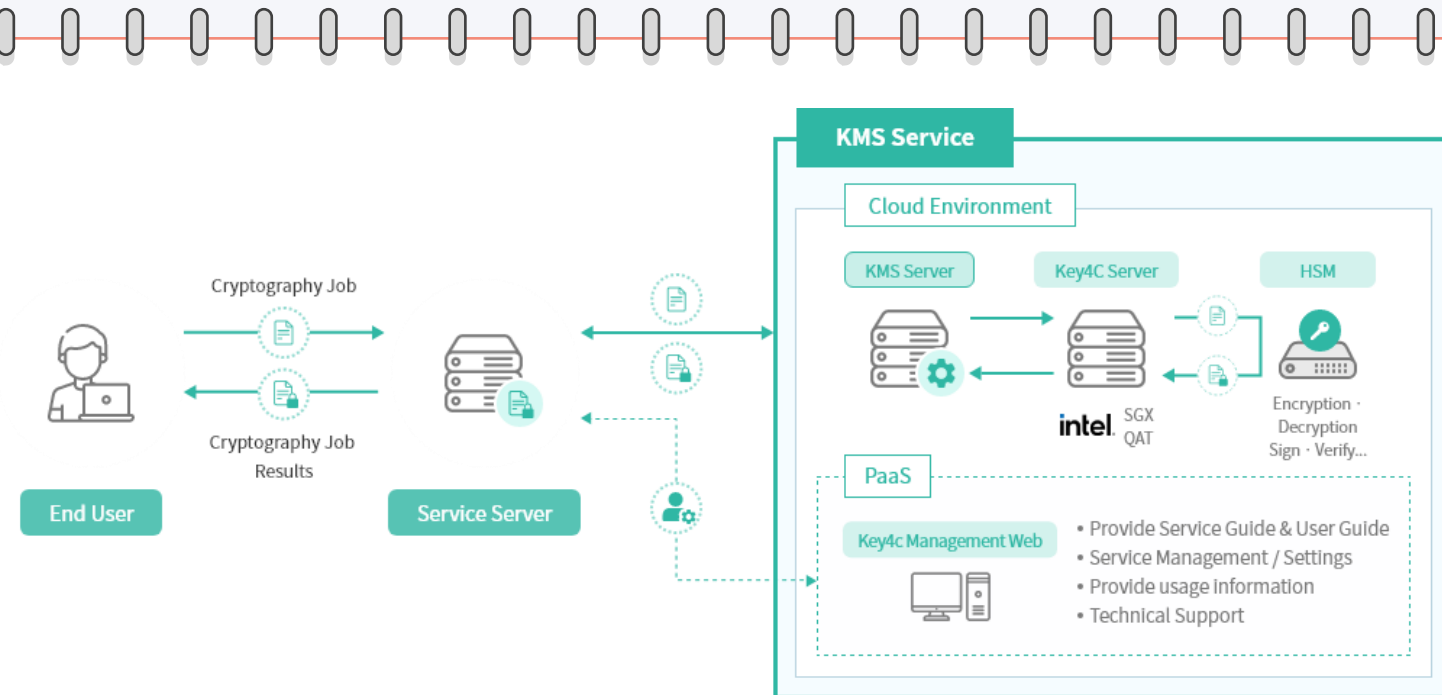 KMS Service
Cloud Environment
KMS Server
Key4C Server
HSM
Cryptography Job
Cryptography Job
Results
End User
Service Server
intel.
SGX
QAT
Encryption ·
Decryption
Sign · Verify...
PaaS
Key4c Management Web
• Provide Service Guide & User Guide
• Service Management / Settings
• Provide usage information
• Technical Support